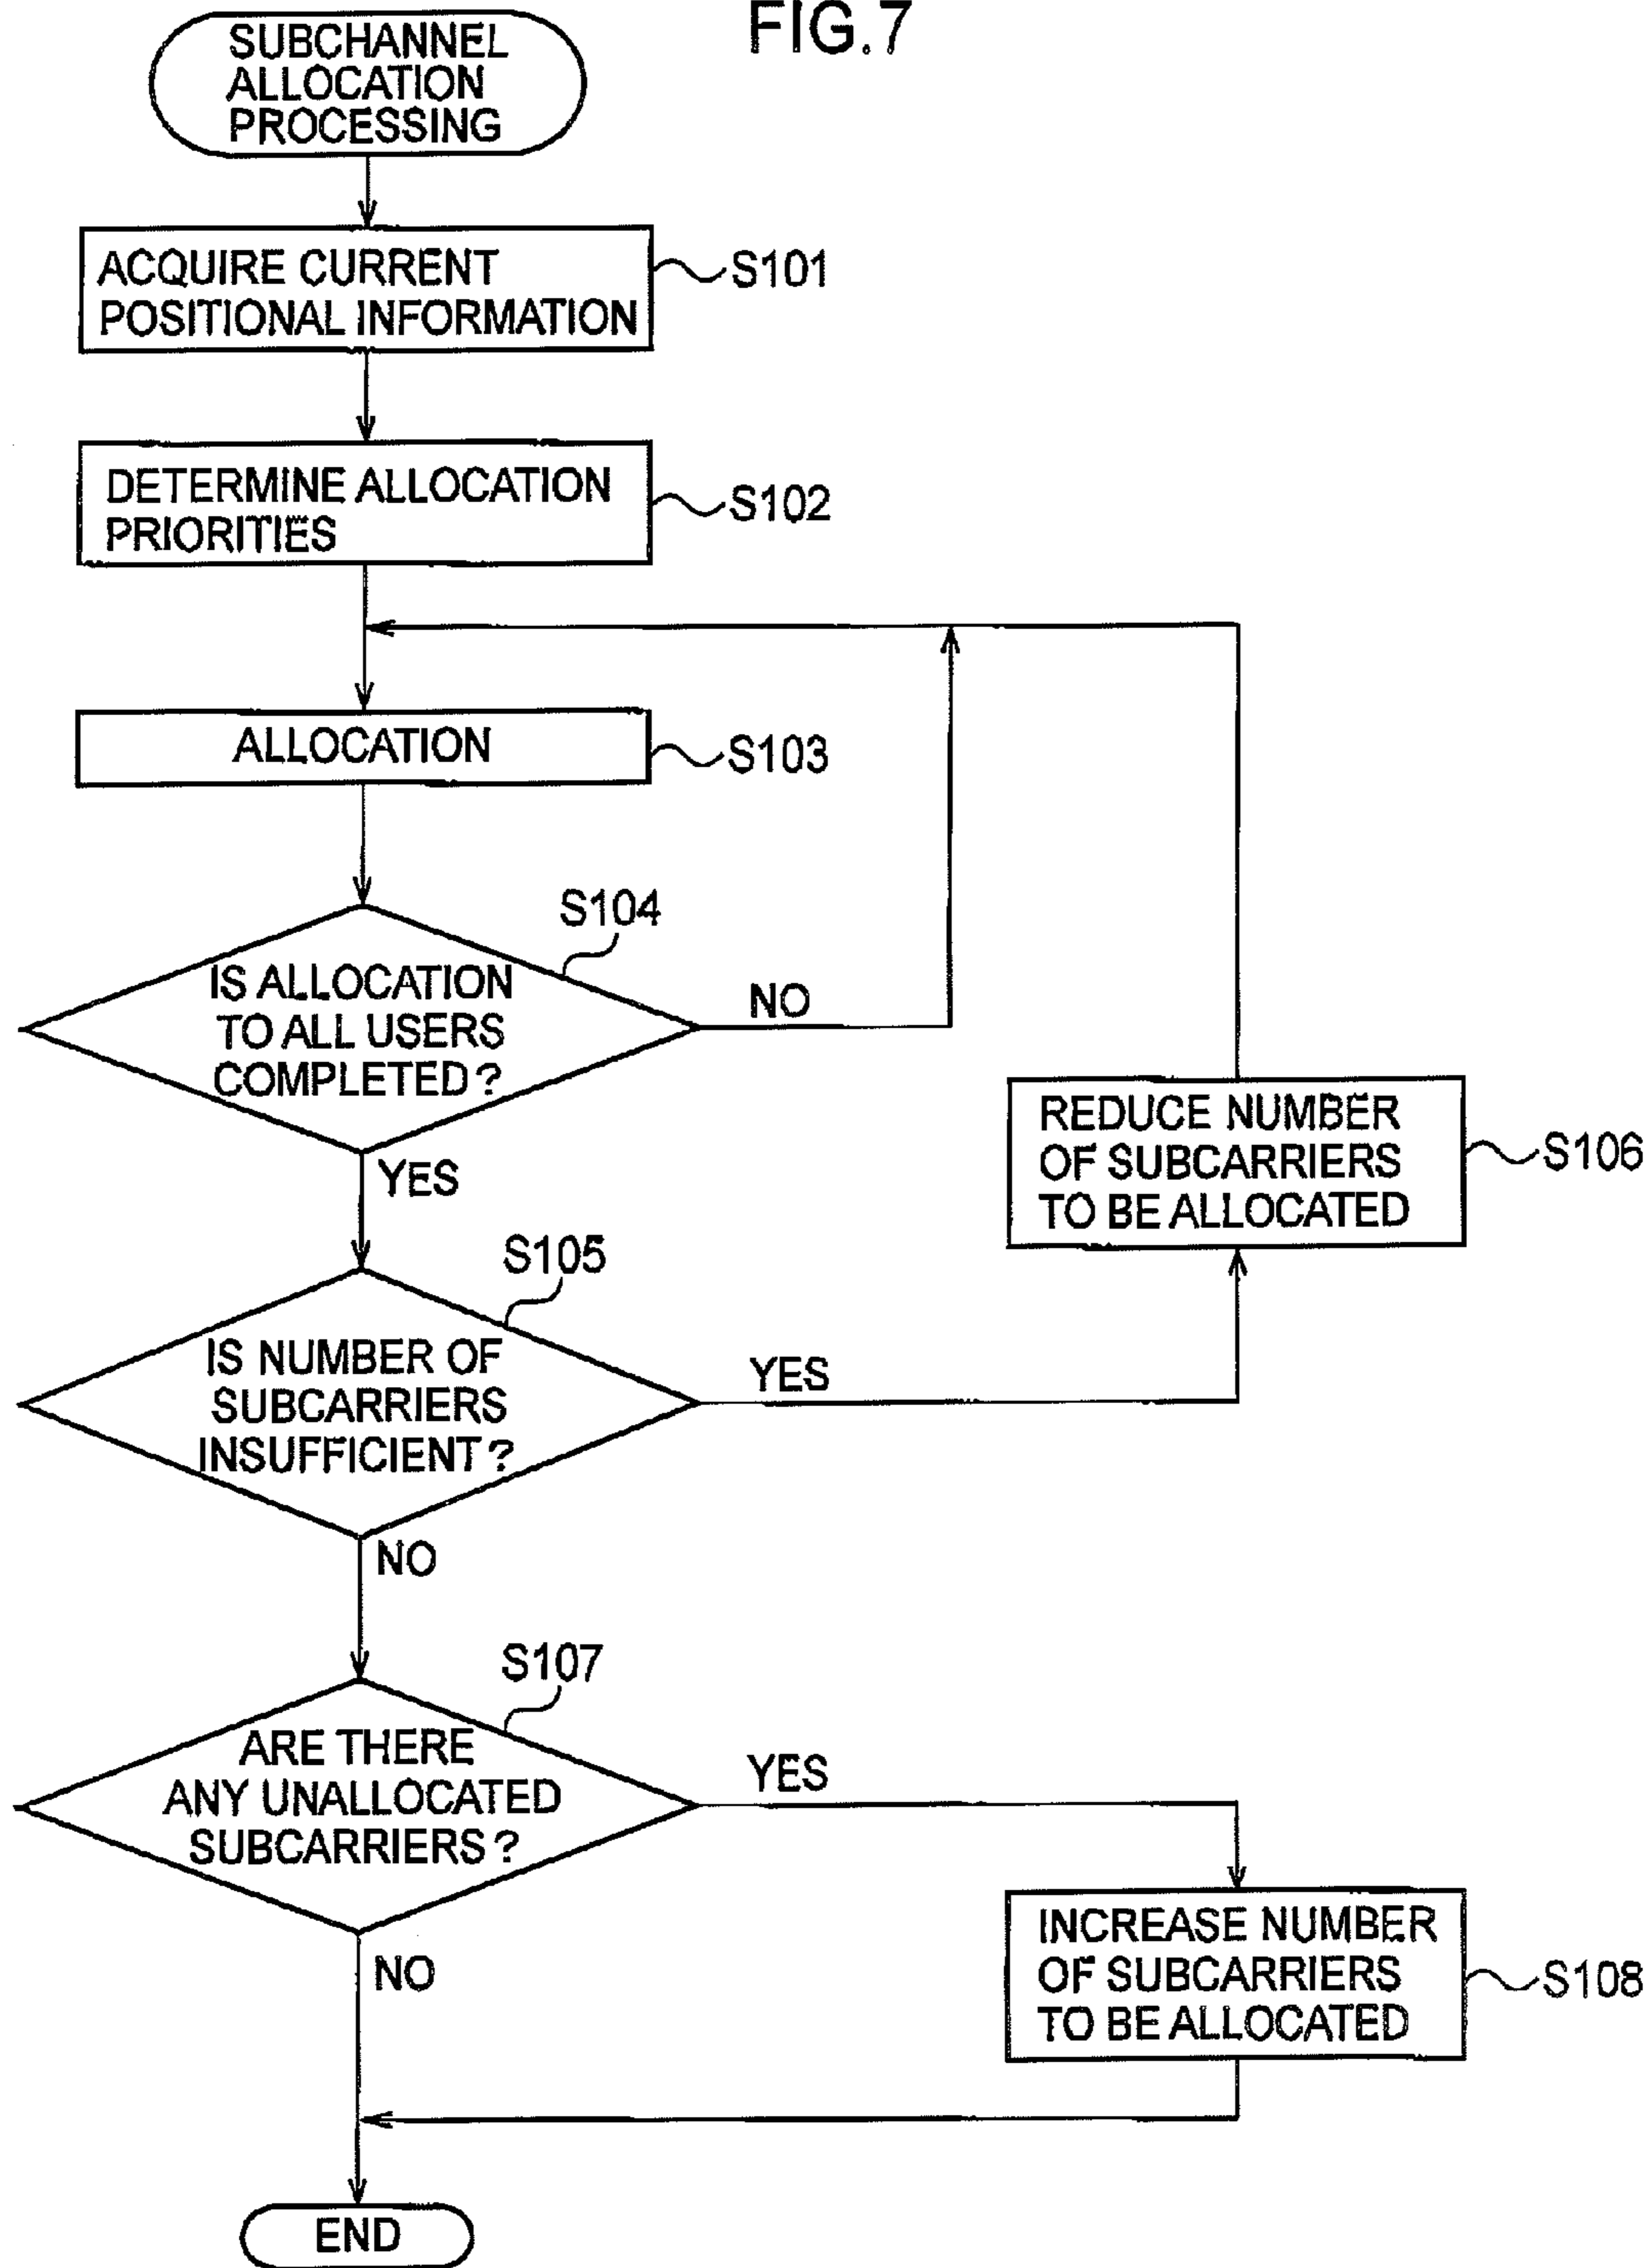 FIG.7
SUBCHANNEL
ALLOCATION
PROCESSING
ACQUIRE CURRENT
POSITIONAL INFORMATION
S101
DETERMINE ALLOCATION
PRIORITIES
S102
ALLOCATION
S103
S104
IS ALLOCATION
TO ALL USERS
COMPLETED?
NO
YES
REDUCE NUMBER
OF SUBCARRIERS
TO BE ALLOCATED
S106
S105
IS NUMBER OF
SUBCARRIERS
INSUFFICIENT?
YES
NO
S107
ARE THERE
ANY UNALLOCATED
SUBCARRIERS?
YES
NO
INCREASE NUMBER
OF SUBCARRIERS
TO BE ALLOCATED
S108
END